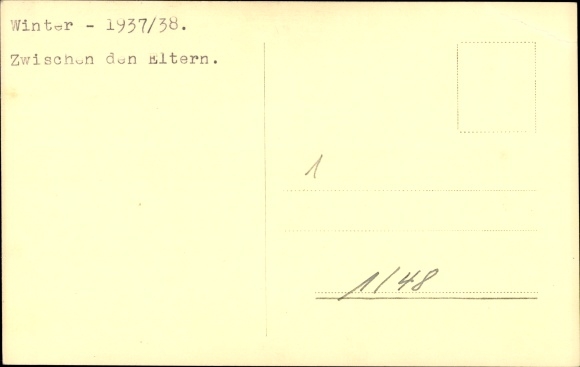 Winter - 1937/38.
Zwischen den Eltern.
1
1/48